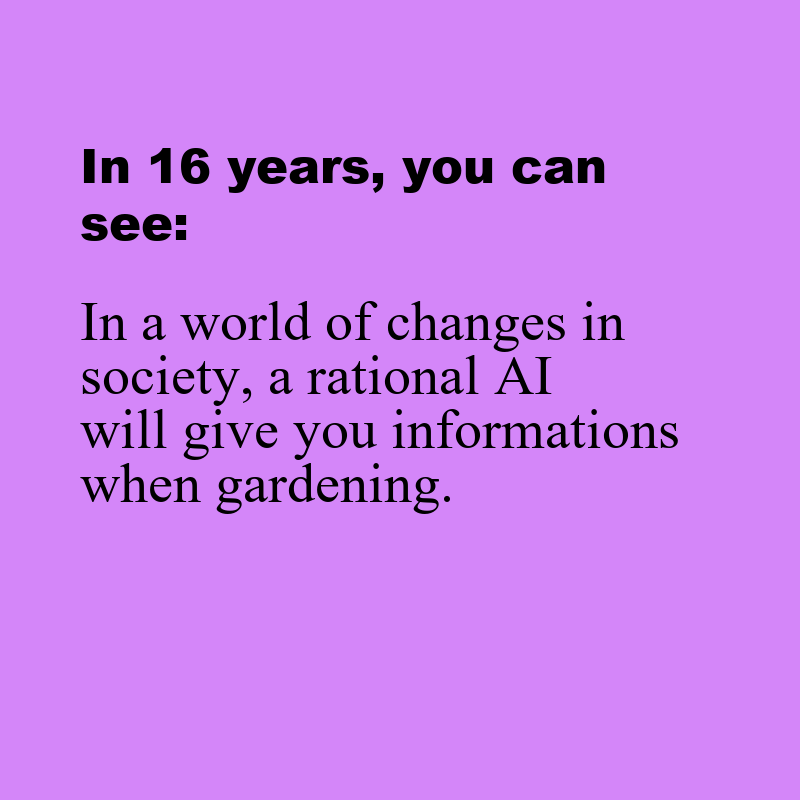 In 16 years, you can
see:
In a world of changes in
society, a rational AI
will give you informations
when gardening.